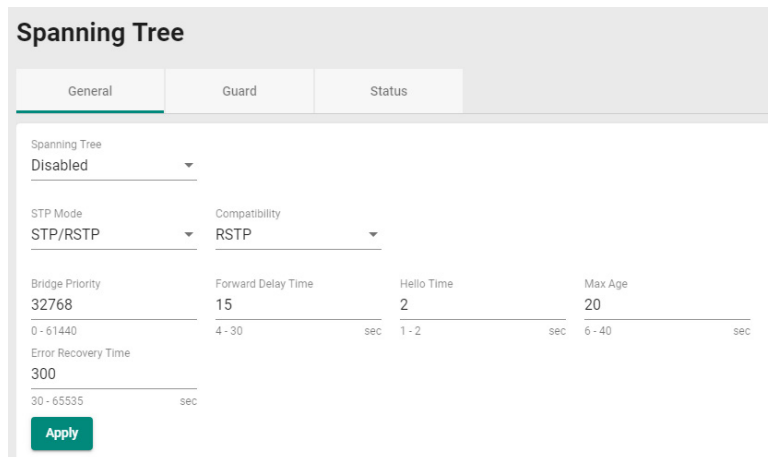 Spanning Tree
General Guard Status
Spanning Tree
Disabled
STP Mode Compatibility
STP/RSTP RSTP
Bridge Priority Forward Delay Time Hello Time Max Age
32768 15 2 20
0 - 61440 4 - 30 sec 1 - 2 sec 6 - 40 sec
Error Recovery Time
300
30 - 65535 sec
Apply